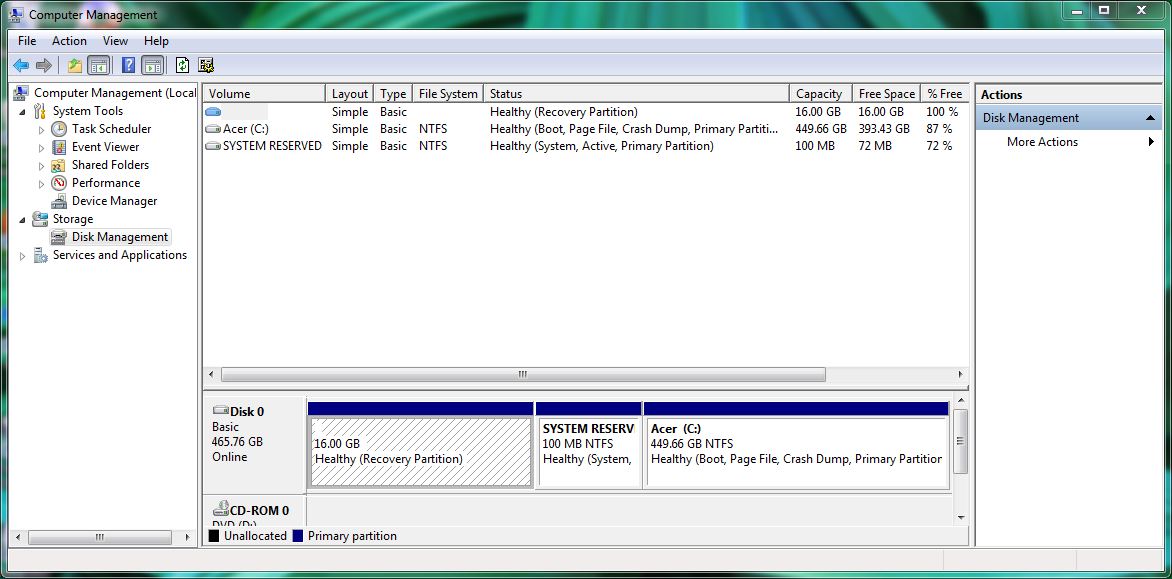 Computer Management
File Action View Help
Computer Management (Local
System Tools
Task Scheduler
Event Viewer
Shared Folders
Performance
Device Manager
Storage
Disk Management
Services and Applications
Volume Layout Type File System Status Capacity Free Space % Free
Simple Basic Healthy (Recovery Partition) 16.00 GB 16.00 GB 100 %
Acer (C:) Simple Basic NTFS Healthy (Boot, Page File, Crash Dump, Primary Partiti... 449.66 GB 393.43 GB 87 %
SYSTEM RESERVED Simple Basic NTFS Healthy (System, Active, Primary Partition) 100 MB 72 MB 72 %
Actions
Disk Management
More Actions
Disk 0
Basic
465.76 GB
Online
16.00 GB
Healthy (Recovery Partition)
SYSTEM RESERV
100 MB NTFS
Healthy (System,
Acer (C:)
449.66 GB NTFS
Healthy (Boot, Page File, Crash Dump, Primary Partition
CD-ROM 0
DVD (D:)
Unallocated Primary partition